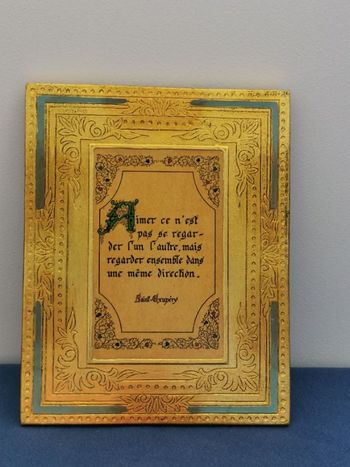 Aimer ce n'est
pas se regar-
der l'un l'autre, mais
regarder ensemble dans
une même direction.
Saint-Exupéry